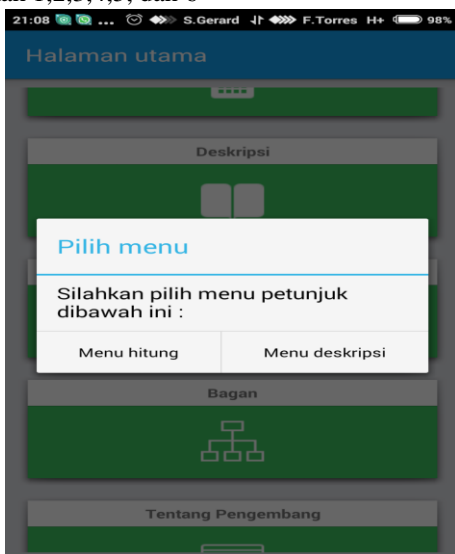 21:08 ... S.Gerard F.Torres H+ 98%
Halaman utama
Deskripsi
Pilih menu
Silahkan pilih menu petunjuk
dibawah ini :
Menu hitung Menu deskripsi
Bagan
Tentang Pengembang